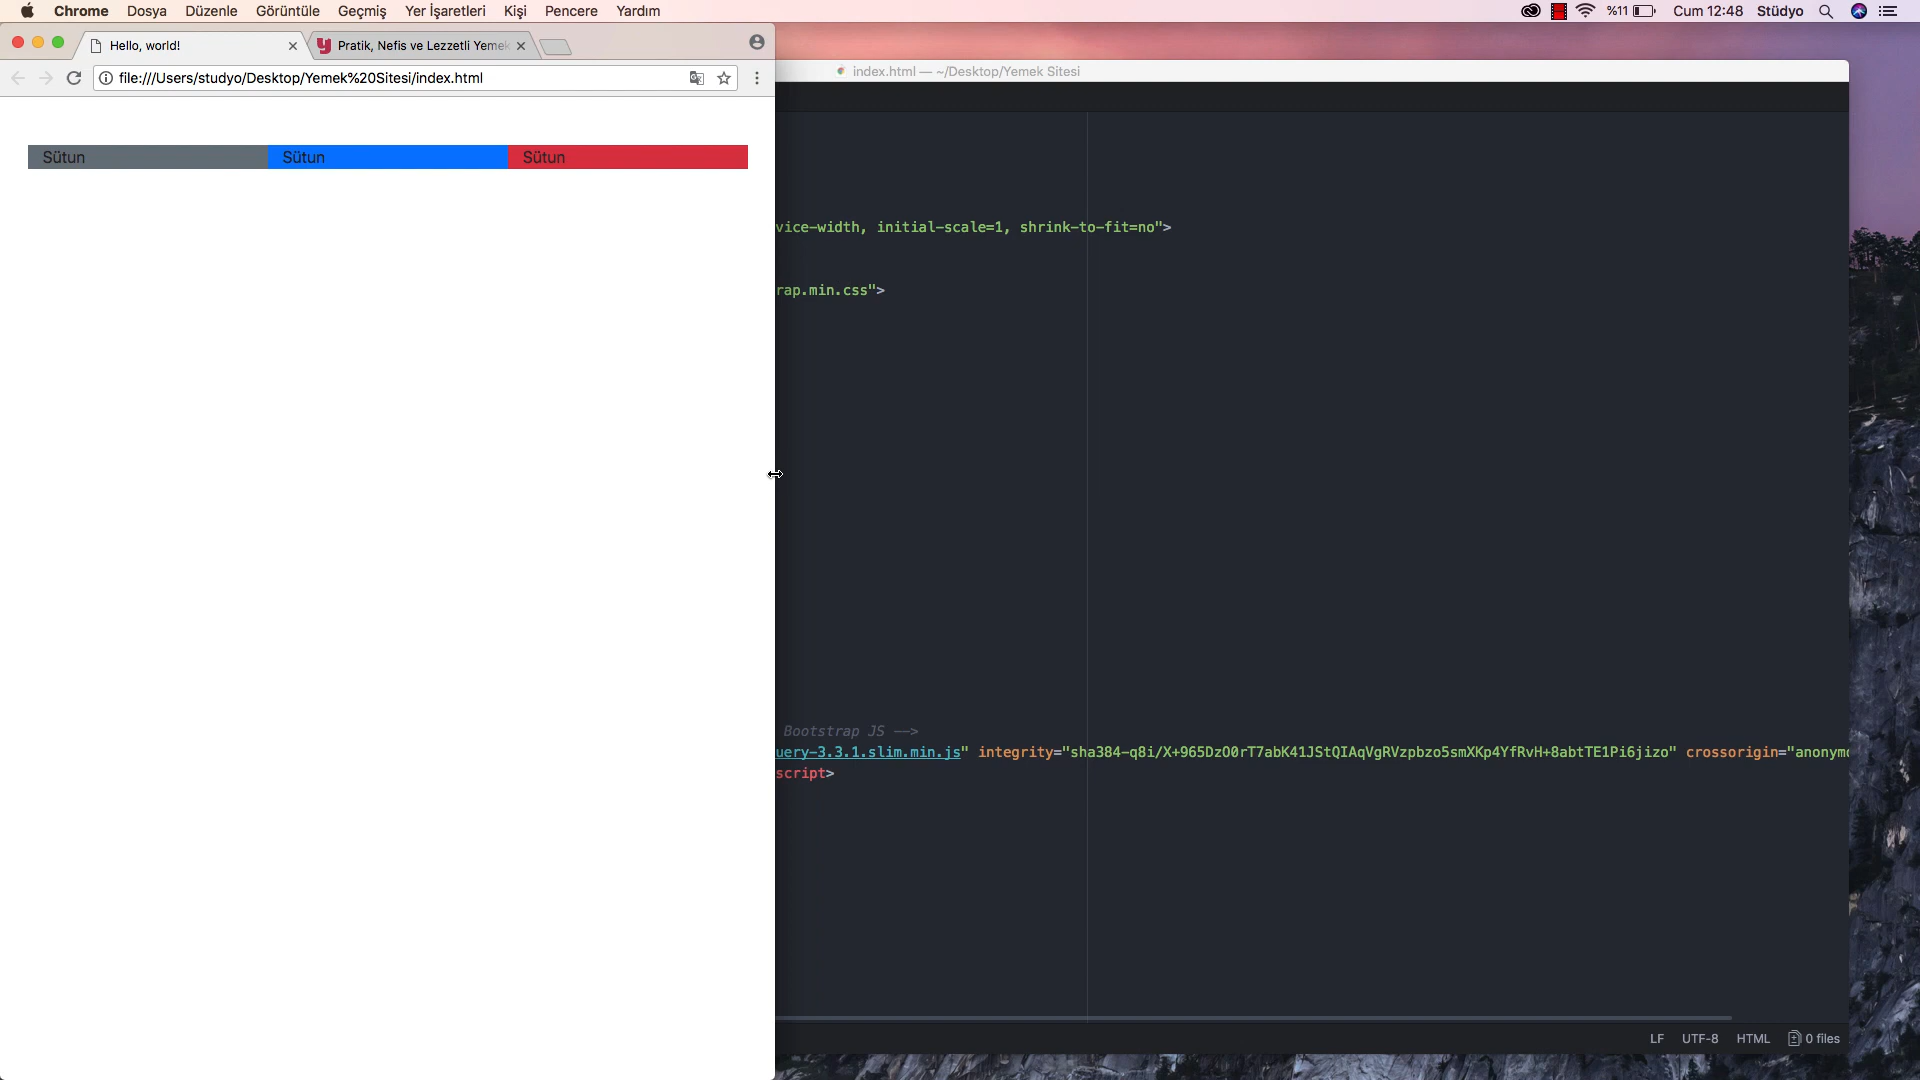 Chrome Dosya Düzenle Görüntüle Geçmiş Yer İşaretleri Kişi Pencere Yardım %11 Cum 12:48 Stüdyo
Hello, world! Pratik, Nefis ve Lezzetli Yemek
file:///Users/studyo/Desktop/Yemek%20Sitesi/index.html
index.html — ~/Desktop/Yemek Sitesi
Sütun Sütun Sütun
vice-width, initial-scale=1, shrink-to-fit=no">
rap.min.css">
Bootstrap JS -->
uery-3.3.1.slim.min.js" integrity="sha384-q8i/X+965DzO0rT7abK41JStQIAqVgRVzpbzo5smXKp4YfRvH+8abtTE1Pi6jizo" crossorigin="anonymo
script>
LF UTF-8 HTML 0 files